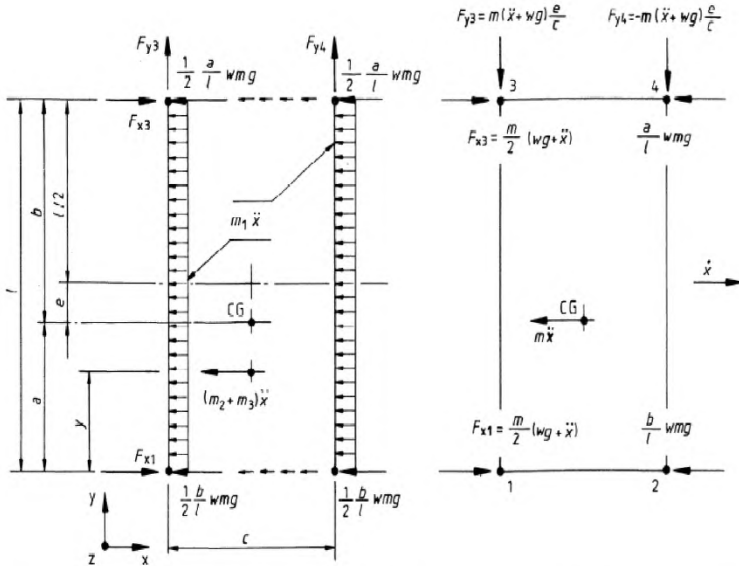 F_y3 = m(ẍ + wg) e/c F_y4 = -m(ẍ + wg) e/c
F_y3 F_y4
1/2 a/l wmg 1/2 a/l wmg
3 4
F_x3 F_x3 = m/2 (wg + ẍ) a/l wmg
l b l/2
m_1 ẍ
ẋ
e
CG CG
mẍ
a y
(m_2 + m_3) ẍ
F_x1 F_x1 = m/2 (wg + ẍ) b/l wmg
1/2 b/l wmg 1/2 b/l wmg
1 2
y
z x
c